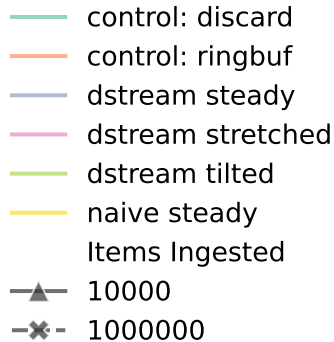 control: discard
control: ringbuf
dstream steady
dstream stretched
dstream tilted
naive steady
Items Ingested
10000
1000000